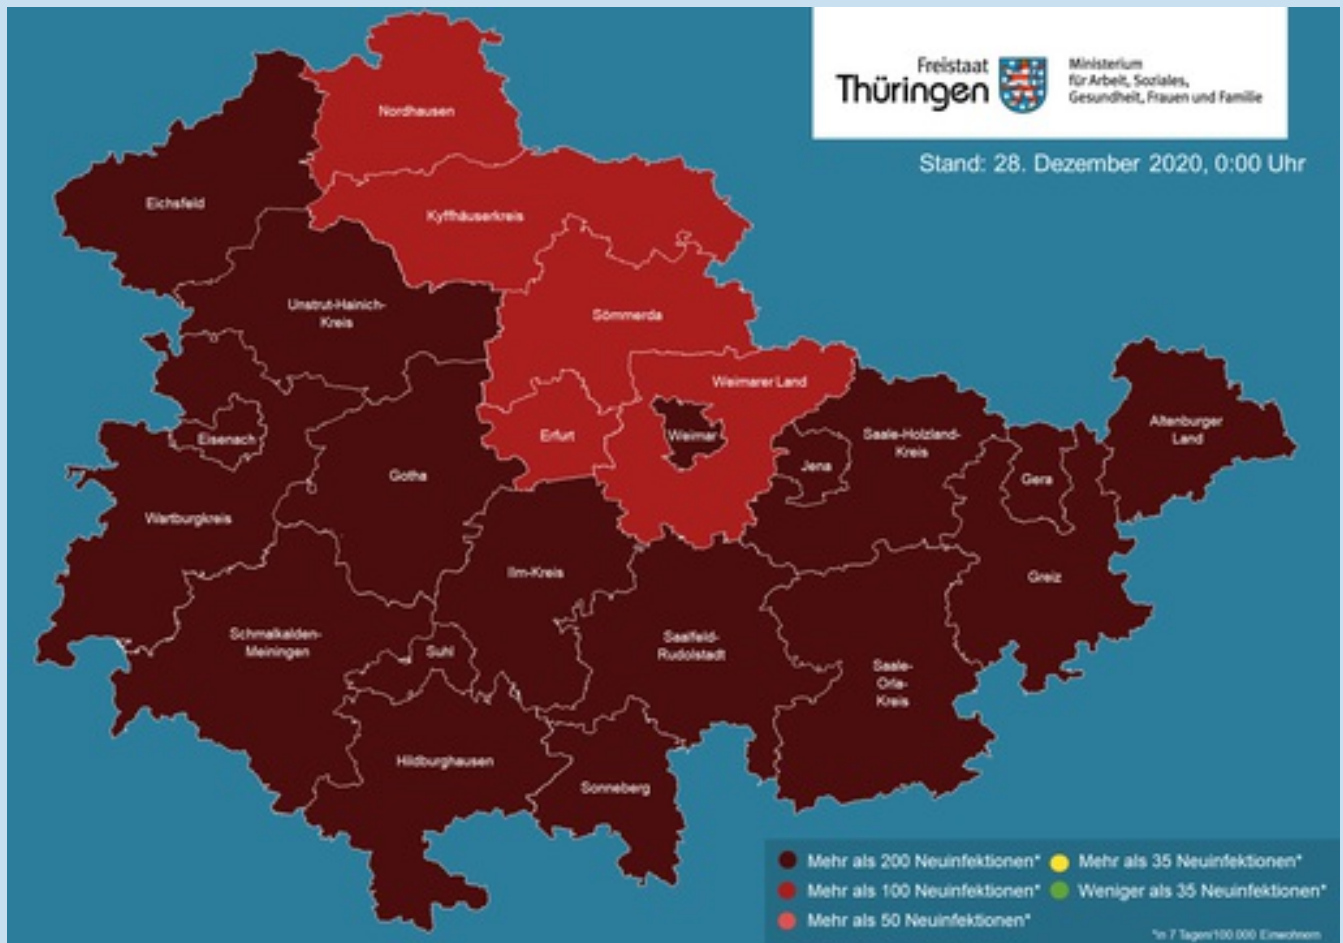 Freistaat
Thüringen
Ministerium
für Arbeit, Soziales,
Gesundheit, Frauen und Familie
Stand: 28. Dezember 2020, 0:00 Uhr
Nordhausen
Eichsfeld
Kyffhäuserkreis
Unstrut-Hainich-
Kreis
Sömmerda
Weimarer Land
Eisenach
Erfurt
Weimar
Saale-Holzland-
Kreis
Altenburger
Land
Gotha
Jena
Gera
Wartburgkreis
Ilm-Kreis
Greiz
Schmalkalden-
Meiningen
Suhl
Saalfeld-
Rudolstadt
Saale-
Orla-
Kreis
Hildburghausen
Sonneberg
Mehr als 200 Neuinfektionen*
Mehr als 100 Neuinfektionen*
Mehr als 50 Neuinfektionen*
Mehr als 35 Neuinfektionen*
Weniger als 35 Neuinfektionen*
*in 7 Tagen/100 000 Einwohnern